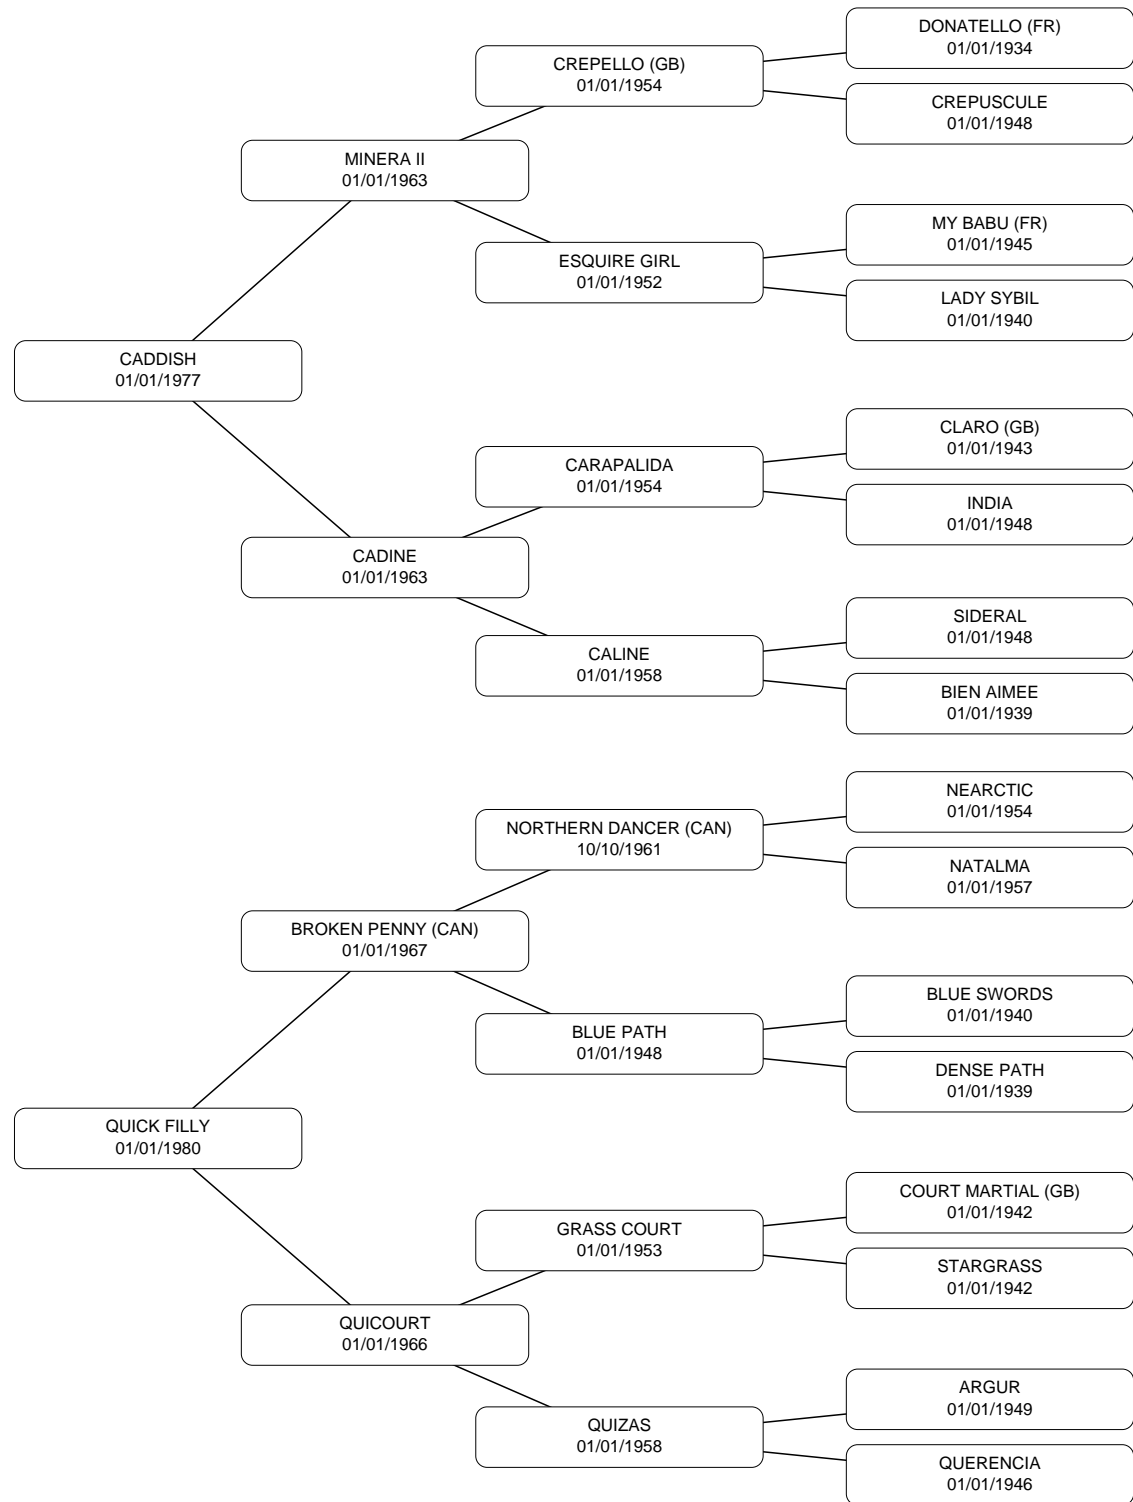 DONATELLO (FR)
01/01/1934
CREPELLO (GB)
01/01/1954
CREPUSCULE
01/01/1948
MINERA II
01/01/1963
MY BABU (FR)
01/01/1945
ESQUIRE GIRL
01/01/1952
LADY SYBIL
01/01/1940
CADDISH
01/01/1977
CLARO (GB)
01/01/1943
CARAPALIDA
01/01/1954
INDIA
01/01/1948
CADINE
01/01/1963
SIDERAL
01/01/1948
CALINE
01/01/1958
BIEN AIMEE
01/01/1939
NEARCTIC
01/01/1954
NORTHERN DANCER (CAN)
10/10/1961
NATALMA
01/01/1957
BROKEN PENNY (CAN)
01/01/1967
BLUE SWORDS
01/01/1940
BLUE PATH
01/01/1948
DENSE PATH
01/01/1939
QUICK FILLY
01/01/1980
COURT MARTIAL (GB)
01/01/1942
GRASS COURT
01/01/1953
STARGRASS
01/01/1942
QUICOURT
01/01/1966
ARGUR
01/01/1949
QUIZAS
01/01/1958
QUERENCIA
01/01/1946